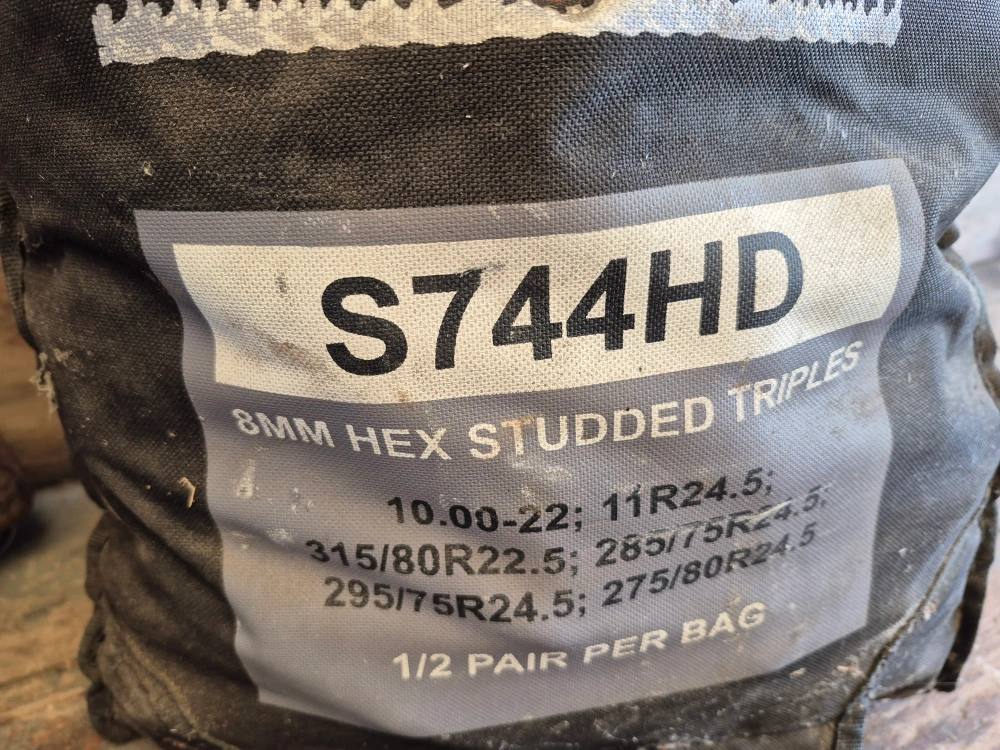 S744HD
8MM HEX STUDDED TRIPLES
10.00-22; 11R24.5;
315/80R22.5; 285/75R24.5;
295/75R24.5; 275/80R24.5
1/2 PAIR PER BAG